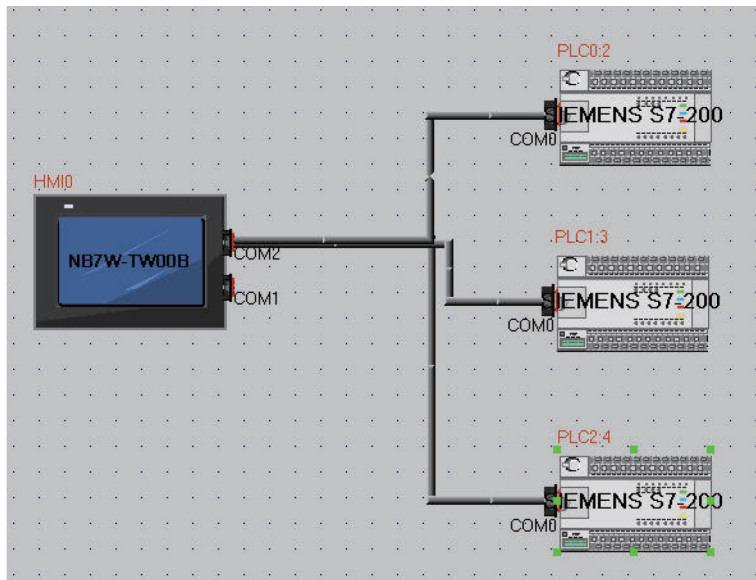 PLC0:2
SIEMENS S7-200
COM0
HMI0
NB7W-TW00B
COM2
COM1
PLC1:3
SIEMENS S7-200
COM0
PLC2:4
SIEMENS S7-200
COM0